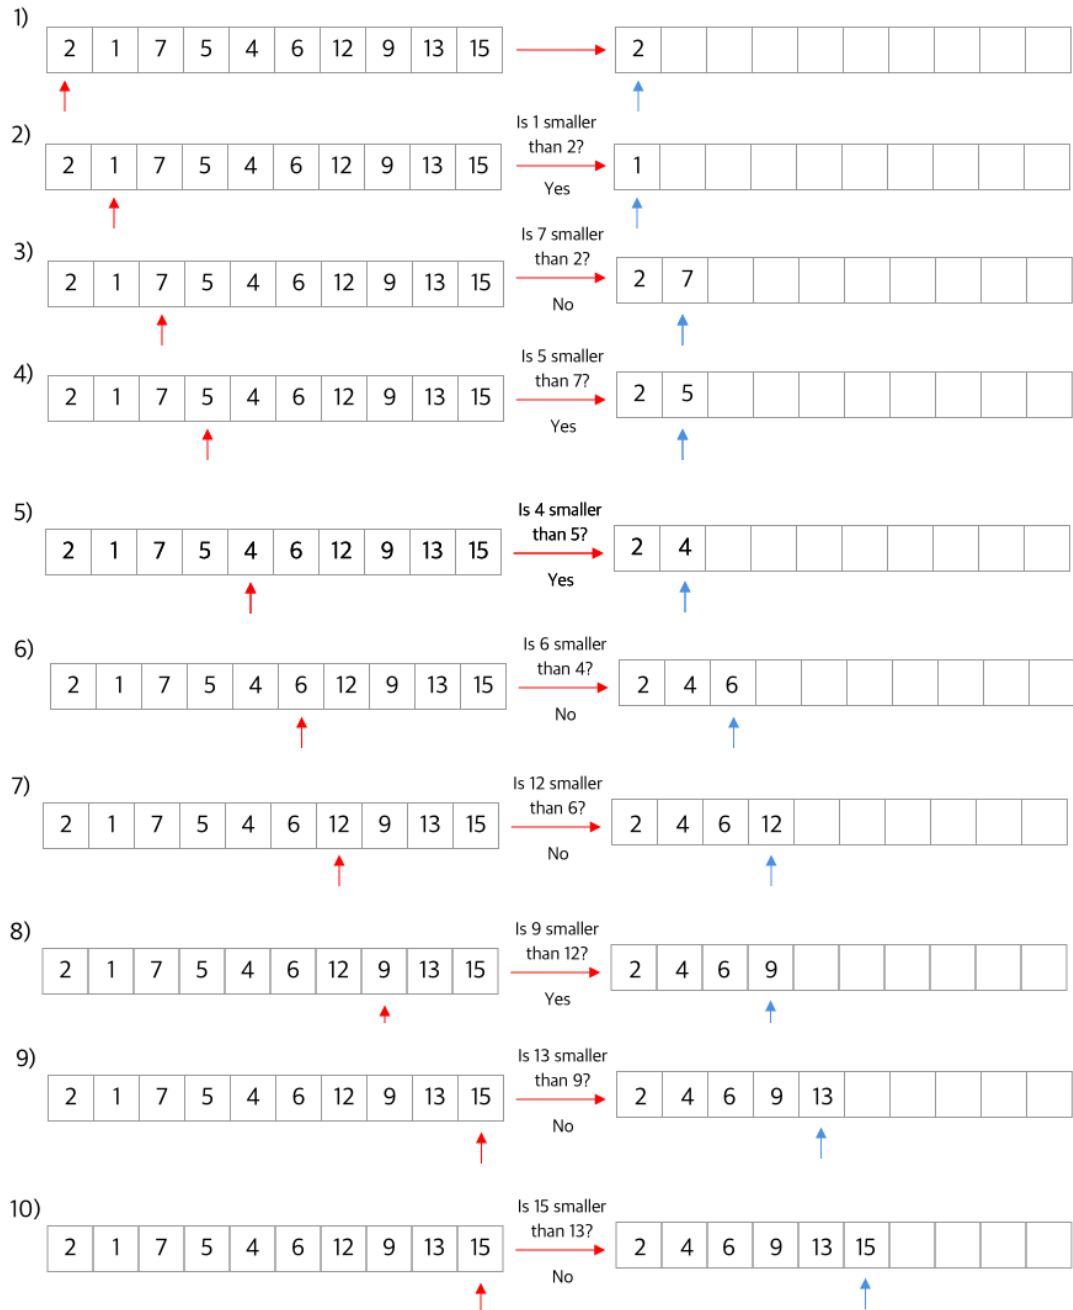 1)
2 1 7 5 4 6 12 9 13 15
2
2)
2 1 7 5 4 6 12 9 13 15
Is 1 smaller
than 2?
Yes
1
3)
2 1 7 5 4 6 12 9 13 15
Is 7 smaller
than 2?
No
2 7
4)
2 1 7 5 4 6 12 9 13 15
Is 5 smaller
than 7?
Yes
2 5
5)
2 1 7 5 4 6 12 9 13 15
Is 4 smaller
than 5?
Yes
2 4
6)
2 1 7 5 4 6 12 9 13 15
Is 6 smaller
than 4?
No
2 4 6
7)
2 1 7 5 4 6 12 9 13 15
Is 12 smaller
than 6?
No
2 4 6 12
8)
2 1 7 5 4 6 12 9 13 15
Is 9 smaller
than 12?
Yes
2 4 6 9
9)
2 1 7 5 4 6 12 9 13 15
Is 13 smaller
than 9?
No
2 4 6 9 13
10)
2 1 7 5 4 6 12 9 13 15
Is 15 smaller
than 13?
No
2 4 6 9 13 15